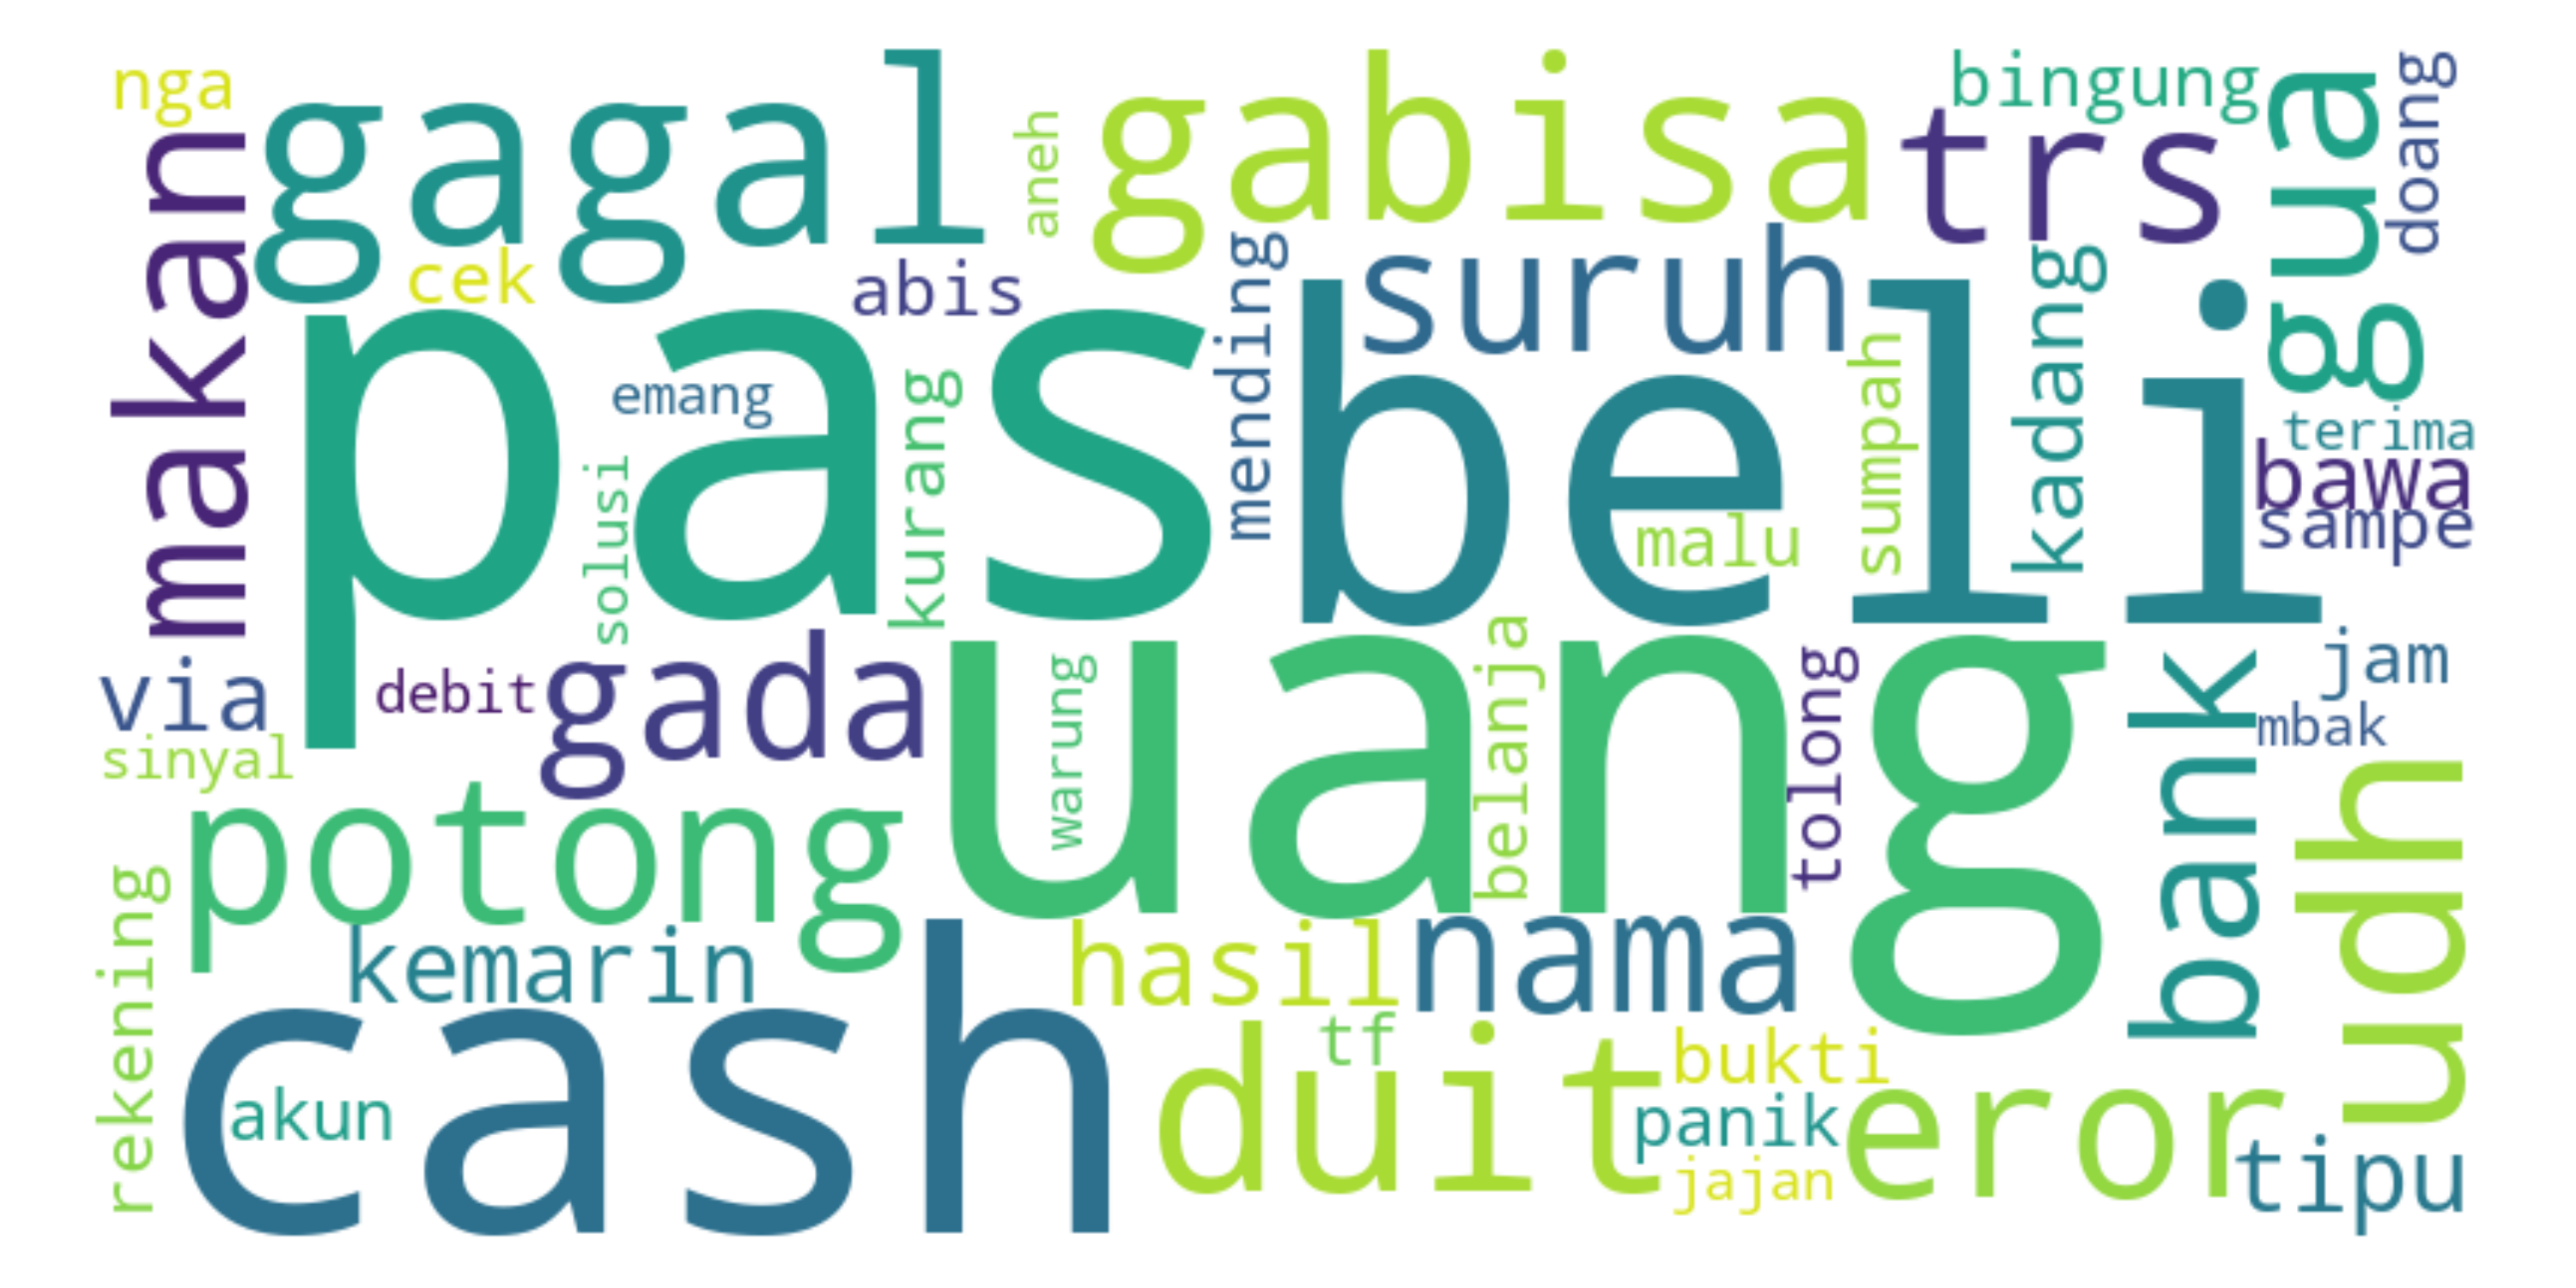 nga
makan
gagal
aneh
gabisa
trs
bingung
gua
doang
cek
abis
mending
suruh
pas
emang
solusi
kurang
beli
malu
sumpah
kadang
terima
bawa
sampe
via
debit
gada
sinyal
uang
warung
belanja
tolong
bank
jam
mbak
udh
potong
rekening
kemarin
hasil
nama
cash
akun
duit
tf
bukti
panik
jajan
eror
tipu